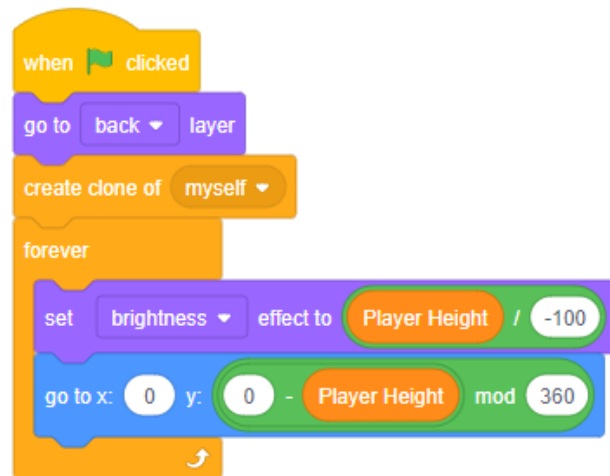 when clicked
go to back layer
create clone of myself
forever
set brightness effect to Player Height / -100
go to x: 0 y: 0 - Player Height mod 360